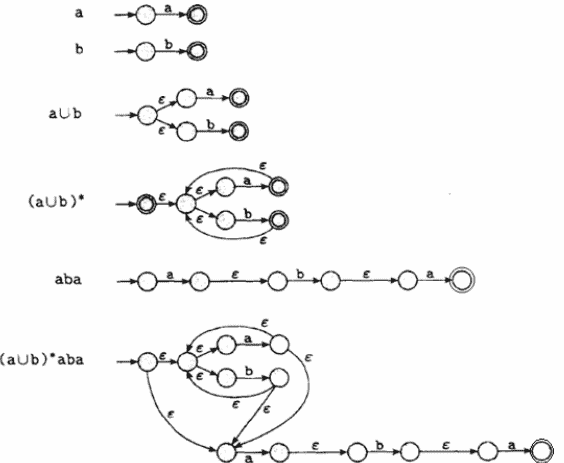 a a
b b
a∪b ε a
ε b
(a∪b)* ε ε a ε
ε b ε
aba a ε b ε a
(a∪b)*aba ε ε a ε ε
ε b ε ε
ε
a ε b ε a